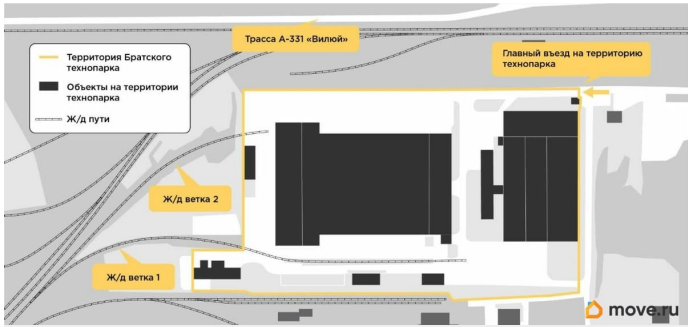 Трасса А-331 «Вилюй»
Главный въезд на территорию
технопарка
Территория Братского
технопарка
Объекты на территории
технопарка
Ж/д пути
Ж/д ветка 2
Ж/д ветка 1
move.ru